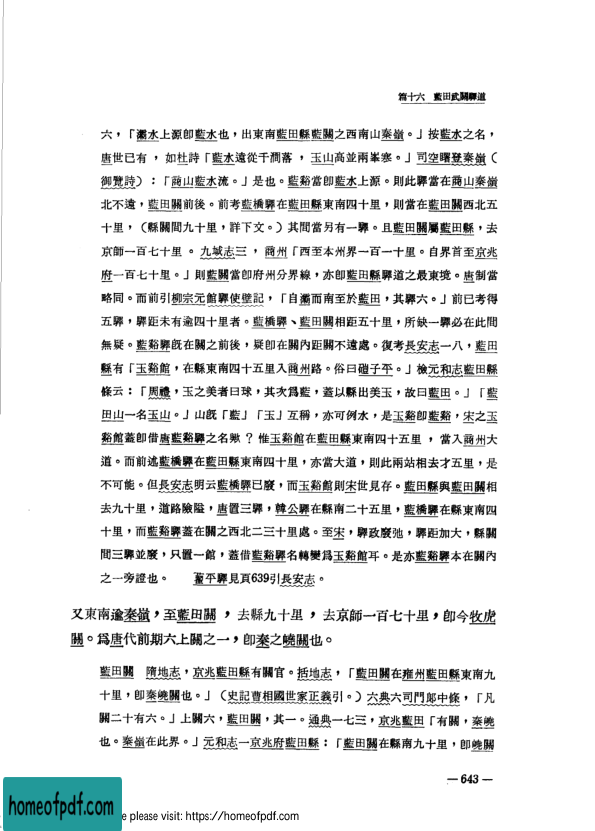 篇十六　藍田武關驛道
六，「灞水上源卽藍水也，出東南藍田縣藍關之西南山秦嶺。」按藍水之名，
唐世已有，如杜詩「藍水遠從千澗落，玉山高並兩峯寒。」司空曙登秦嶺（
御覽詩）：「南山藍水流。」是也。藍谿當卽藍水上源。則此驛當在商山秦嶺
北不遠，藍田關前後。前考藍橋驛在藍田縣東南四十里，則當在藍田關西北五
十里，（縣關間九十里，詳下文。）其間當另有一驛。且藍田關屬藍田縣，去
京師一百七十里。九域志三，商州「西至本州界一百一十里。自界首至京兆
府一百七十里。」則藍關當卽府州分界線，亦卽藍田縣驛道之最東境。唐制當
略同。而前引柳宗元館驛使壁記，「自灞而南至於藍田，其驛六。」前已考得
五驛，驛距未有逾四十里者。藍橋驛、藍田關相距五十里，所缺一驛必在此間
無疑。藍谿驛旣在關之前後，疑卽在關內距關不遠處。復考長安志一八，藍田
縣有「玉谿館，在縣東南四十五里入商州路。俗曰磑子平。」檢元和志藍田縣
條云：「周禮，玉之美者曰球，其次爲藍，蓋以縣出美玉，故曰藍田。」「藍
田山一名玉山。」山旣「藍」「玉」互稱，亦可例水，是玉谿卽藍谿，宋之玉
谿館蓋卽借唐藍谿驛之名歟？惟玉谿館在藍田縣東南四十五里，當入商州大
道。而前述藍橋驛在藍田縣東南四十里，亦當大道，則此兩站相去才五里，是
不可能。但長安志明云藍橋驛已廢，而玉谿館則宋世見存。藍田縣與藍田關相
去九十里，道路險隘，唐置三驛，韓公驛在縣南二十五里，藍橋驛在縣東南四
十里，而藍谿驛蓋在關之西北二三十里處。至宋，驛政廢弛，驛距加大，縣關
間三驛並廢，只置一館，蓋借藍谿驛名轉變爲玉谿館耳。是亦藍谿驛本在關內
之一旁證也。　藍平驛見頁639引長安志。
又東南逾秦嶺，至藍田關，去縣九十里，去京師一百七十里，卽今牧虎
關。爲唐代前期六上關之一，卽秦之嶢關也。
藍田關　隋地志，京兆藍田縣有關官。括地志，「藍田關在雍州藍田縣東南九
十里，卽秦嶢關也。」（史記曹相國世家正義引。）六典六司門郞中條，「凡
關二十有六。」上關六，藍田關，其一。通典一七三，京兆藍田「有關，秦嶢
也。秦嶺在此界。」元和志一京兆府藍田縣：「藍田關在縣南九十里，卽嶢關
— 643 —
homeofpdf.com
e please visit: https://homeofpdf.com